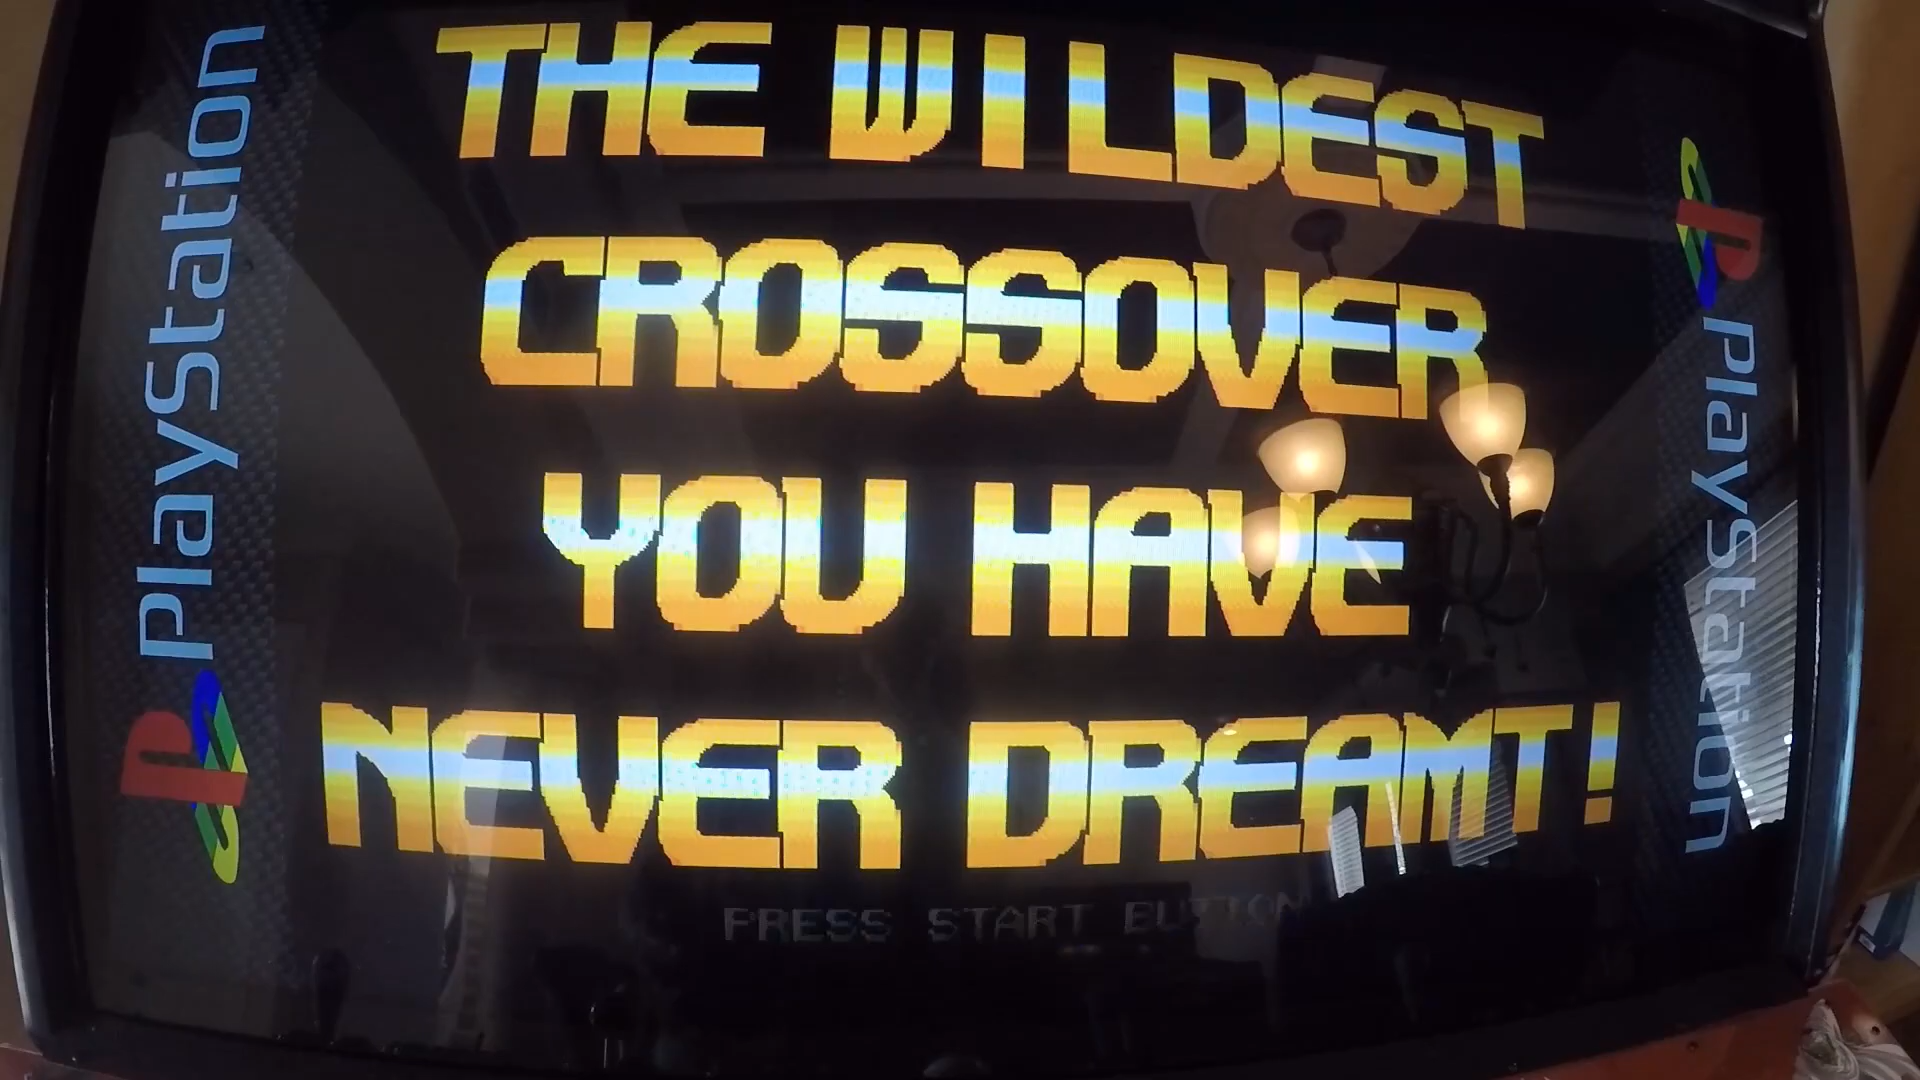 THE WILDEST
CROSSOVER
YOU HAVE
NEVER DREAMT!
PRESS START BUTTON
PlayStation
PlayStation